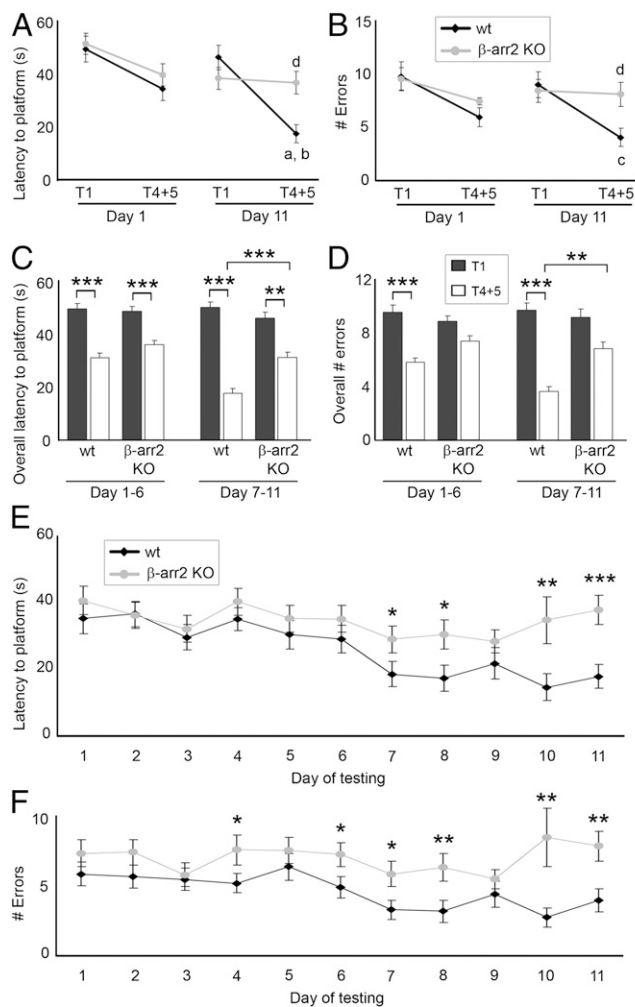 A
60
40
20
0
Latency to platform (s)
d
a, b
T1 T4+5 T1 T4+5
Day 1 Day 11
B
wt
β-arr2 KO
15
10
5
0
# Errors
d
c
T1 T4+5 T1 T4+5
Day 1 Day 11
C
60
40
20
0
Overall latency to platform (s)
***
*** *** *** **
wt β-arr2 KO wt β-arr2 KO
Day 1-6 Day 7-11
D
T1
T4+5
12
8
4
0
Overall # errors
**
*** ***
wt β-arr2 KO wt β-arr2 KO
Day 1-6 Day 7-11
E
wt
β-arr2 KO
60
40
20
0
Latency to platform (s)
* * ** ***
1 2 3 4 5 6 7 8 9 10 11
Day of testing
F
10
5
0
# Errors
* * * ** ** **
1 2 3 4 5 6 7 8 9 10 11
Day of testing